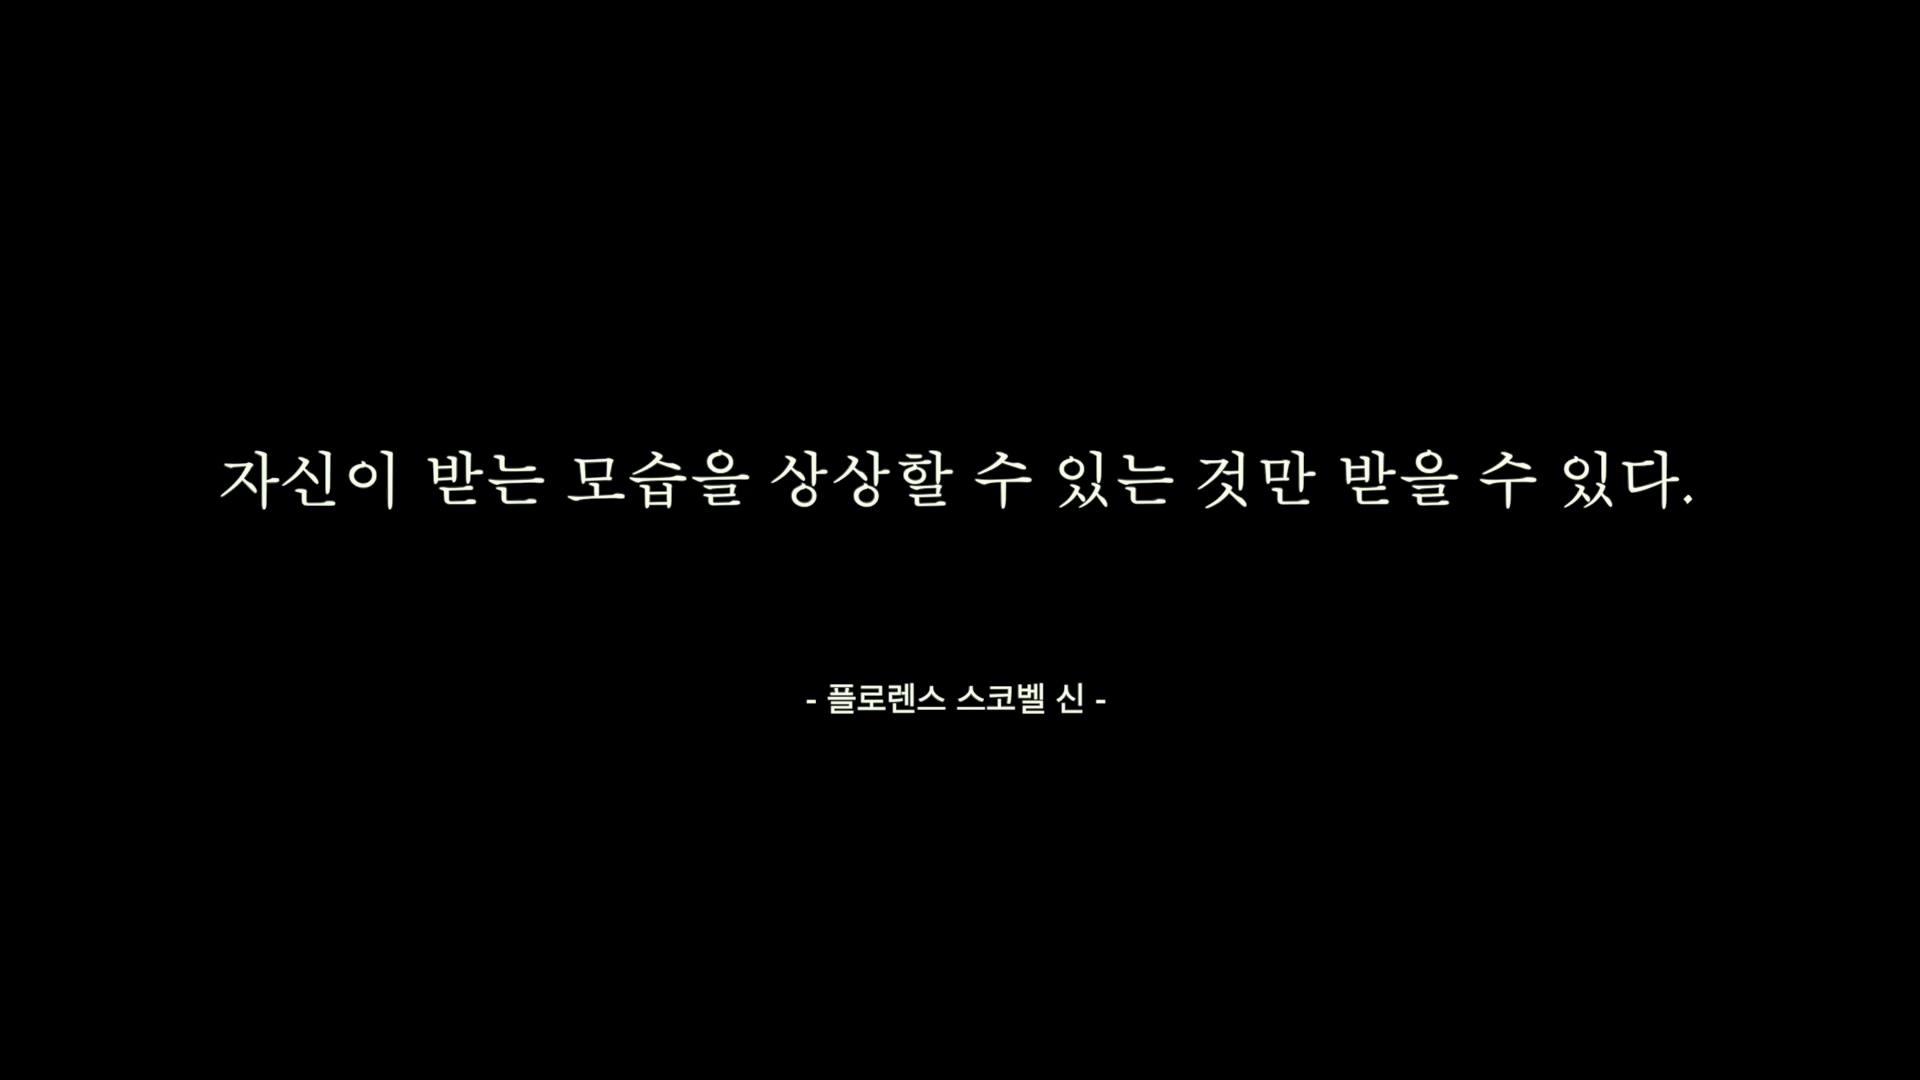 자신이 받는 모습을 상상할 수 있는 것만 받을 수 있다.
- 플로렌스 스코벨 신 -